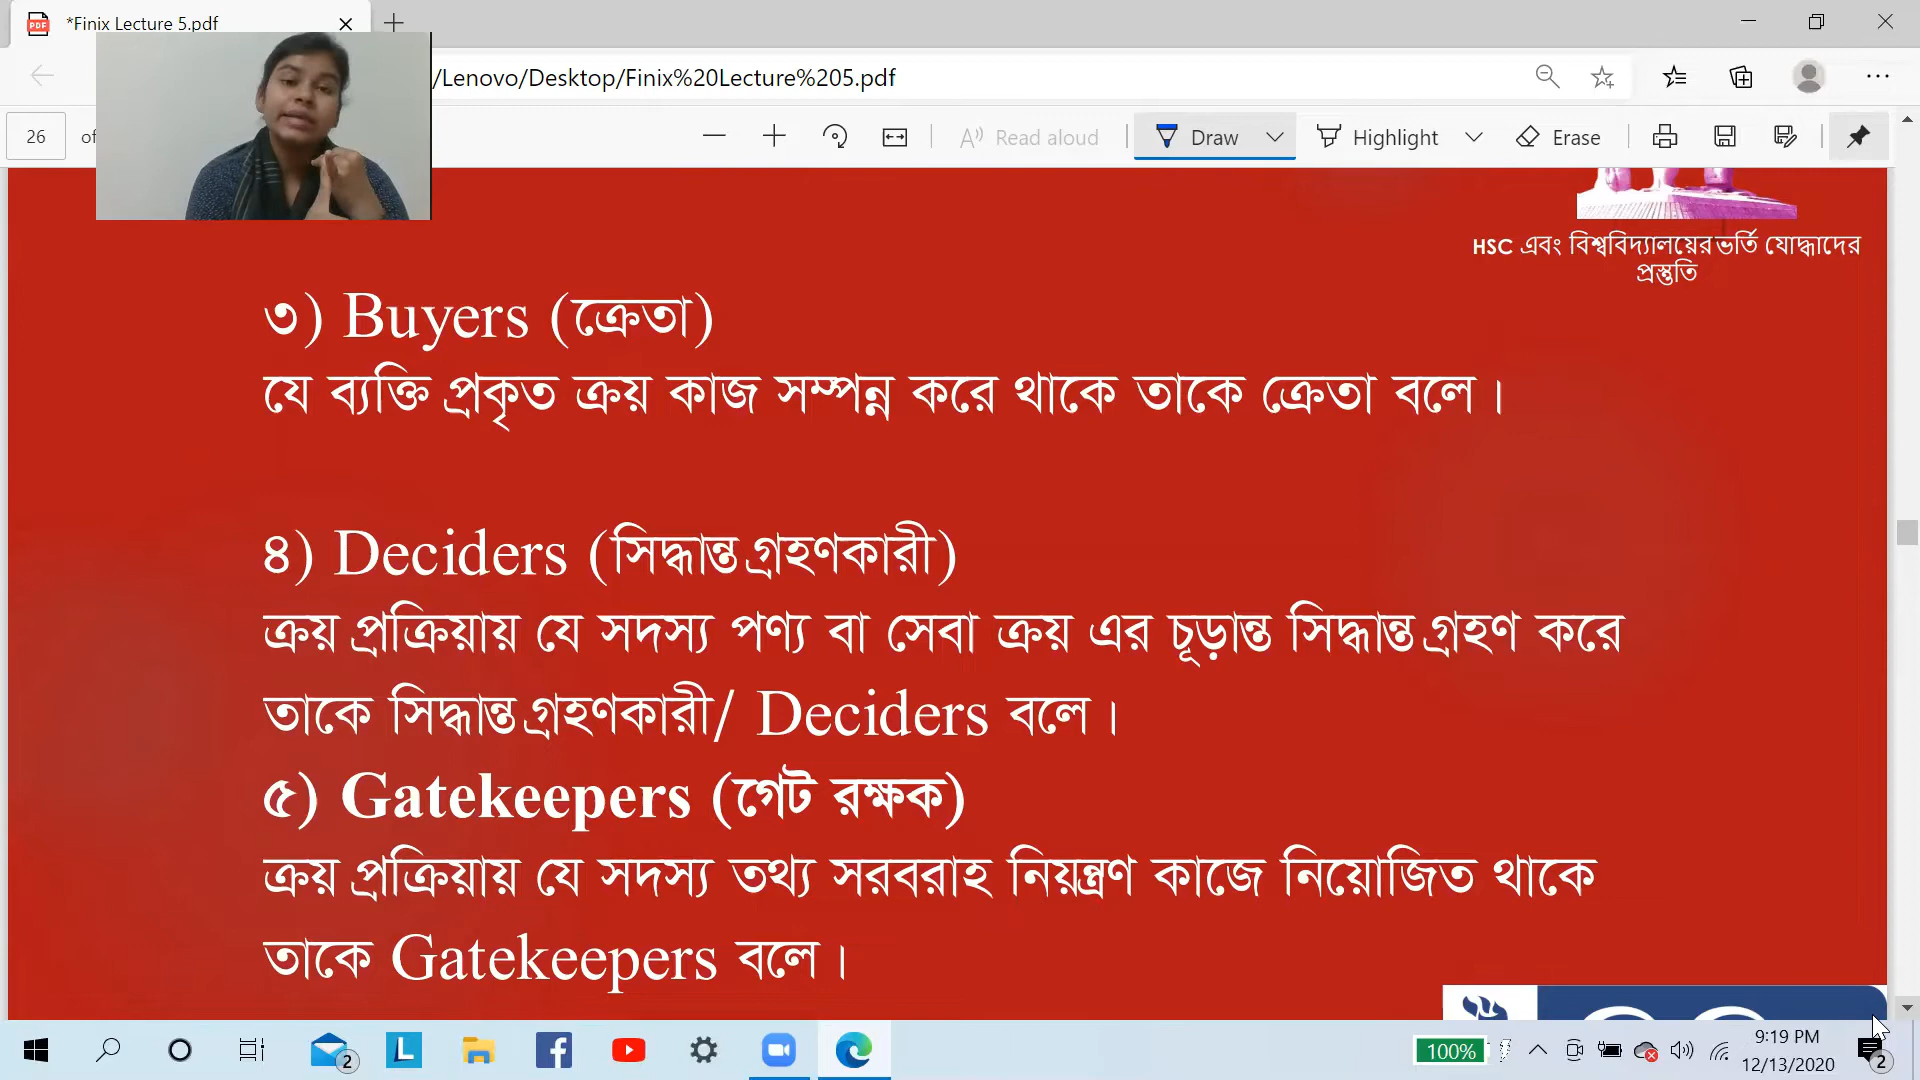 *Finix Lecture 5.pdf
/Lenovo/Desktop/Finix%20Lecture%205.pdf
26 of
Read aloud
Draw
Highlight
Erase
HSC এবং বিশ্ববিদ্যালয়ের ভর্তি যোদ্ধাদের
প্রস্তুতি
৩) Buyers (ক্রেতা)
যে ব্যক্তি প্রকৃত ক্রয় কাজ সম্পন্ন করে থাকে তাকে ক্রেতা বলে।
৪) Deciders (সিদ্ধান্ত গ্রহণকারী)
ক্রয় প্রক্রিয়ায় যে সদস্য পণ্য বা সেবা ক্রয় এর চূড়ান্ত সিদ্ধান্ত গ্রহণ করে
তাকে সিদ্ধান্ত গ্রহণকারী/ Deciders বলে।
৫) Gatekeepers (গেট রক্ষক)
ক্রয় প্রক্রিয়ায় যে সদস্য তথ্য সরবরাহ নিয়ন্ত্রণ কাজে নিয়োজিত থাকে
তাকে Gatekeepers বলে।
2
L
100%
9:19 PM
12/13/2020
2